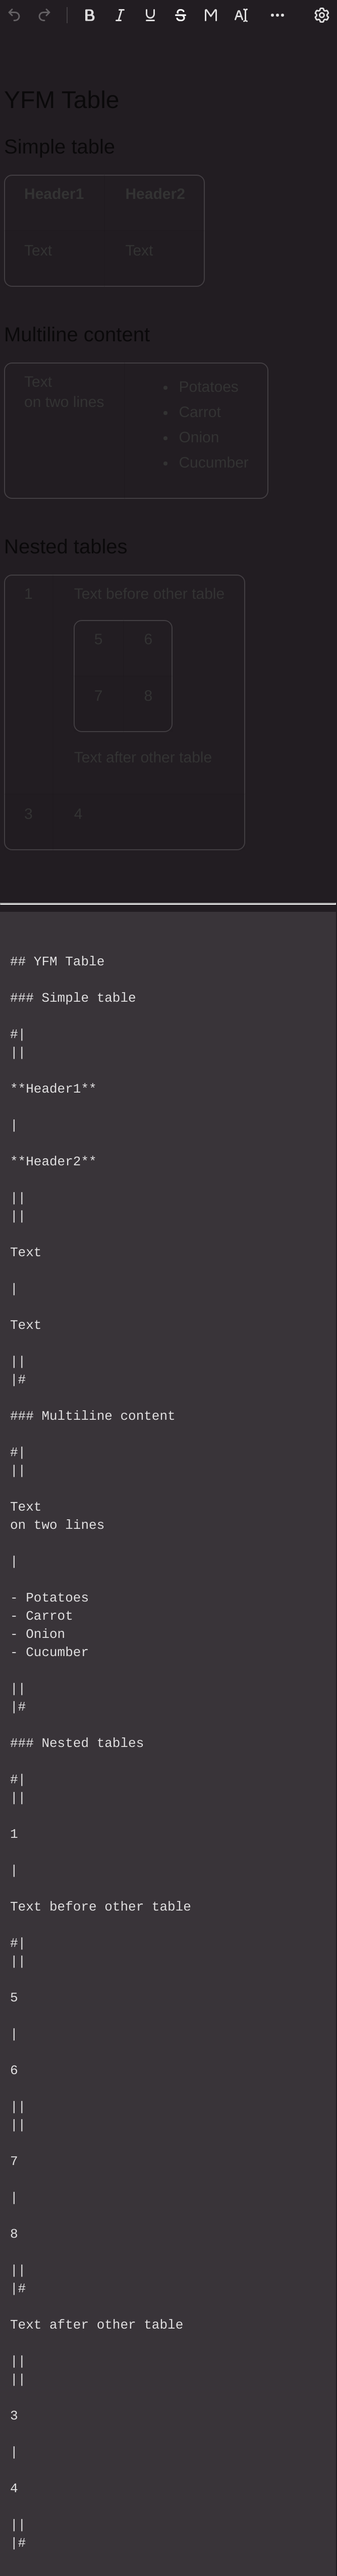 B I U S M AI
YFM Table
Simple table
Header1 Header2
Text Text
Multiline content
Text
on two lines
• Potatoes
• Carrot
• Onion
• Cucumber
Nested tables
1 Text before other table
5 6
7 8
Text after other table
3 4
## YFM Table
### Simple table
#|
||
**Header1**
|
**Header2**
||
||
Text
|
Text
||
|#
### Multiline content
#|
||
Text
on two lines
|
- Potatoes
- Carrot
- Onion
- Cucumber
||
|#
### Nested tables
#|
||
1
|
Text before other table
#|
||
5
|
6
||
||
7
|
8
||
|#
Text after other table
||
||
3
|
4
||
|#